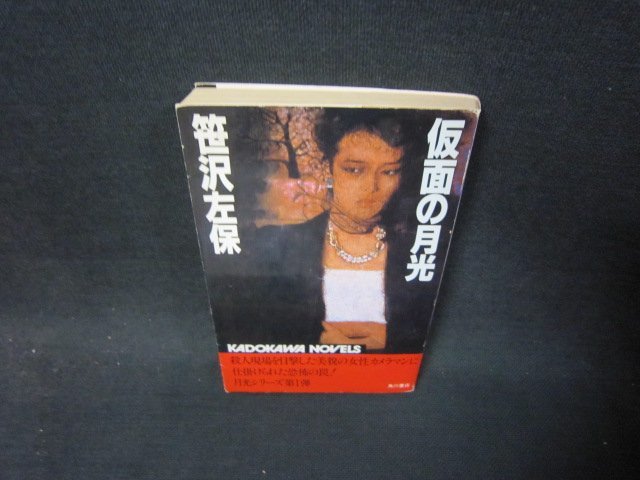 仮面の月光
笹沢左保
KADOKAWA NOVELS
殺人現場を目撃した美貌の女性カメラマンに
仕掛けられた恐怖の罠!
月光シリーズ第1弾
角川書店